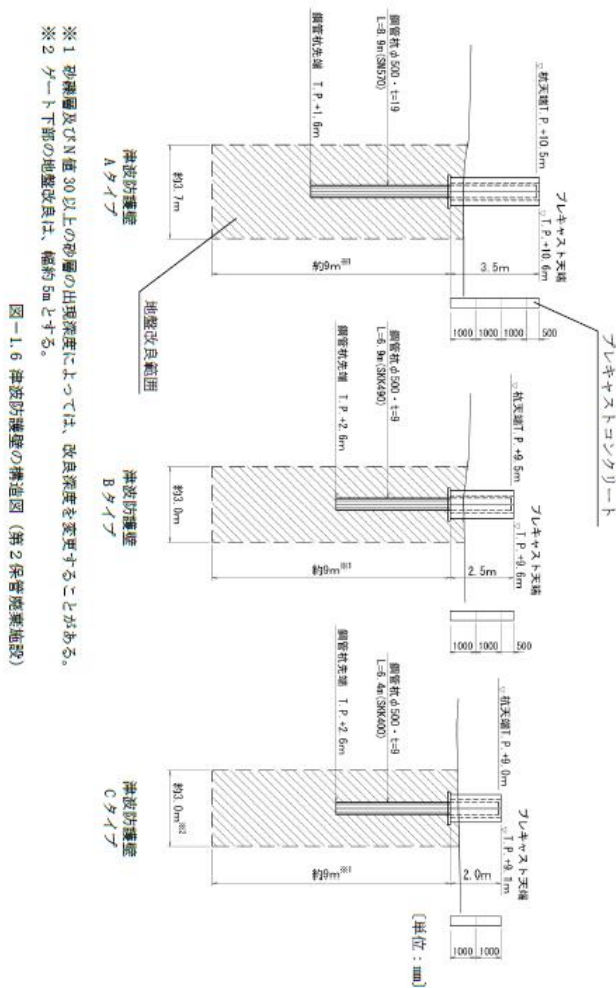 プレキャストコンクリート
プレキャスト天端
▽T.P.+10.6m
▽杭天端T.P.+10.5m
鋼管杭φ500・t=19
L=8.9m(SM570)
鋼管杭先端 T.P.+1.6m
3.5m
約9m※1
約3.7m
500
1000
1000
1000
地盤改良範囲
津波防護壁
Aタイプ
プレキャスト天端
▽T.P.+9.6m
▽杭天端T.P.+9.5m
鋼管杭φ500・t=9
L=6.9m(SKK490)
鋼管杭先端 T.P.+2.6m
2.5m
約9m※1
約3.0m
500
1000
1000
津波防護壁
Bタイプ
プレキャスト天端
▽T.P.+9.1m
▽杭天端T.P.+9.0m
鋼管杭φ500・t=9
L=6.4m(SKK400)
鋼管杭先端 T.P.+2.6m
2.0m
約9m※1
約3.0m※2
1000
1000
津波防護壁
Cタイプ
[単位:mm]
※1 砂礫層及びN値30以上の砂層の出現深度によっては、改良深度を変更することがある。
※2 ゲート下部の地盤改良は、幅約5mとする。
図-1.6 津波防護壁の構造図(第2保管廃棄施設)